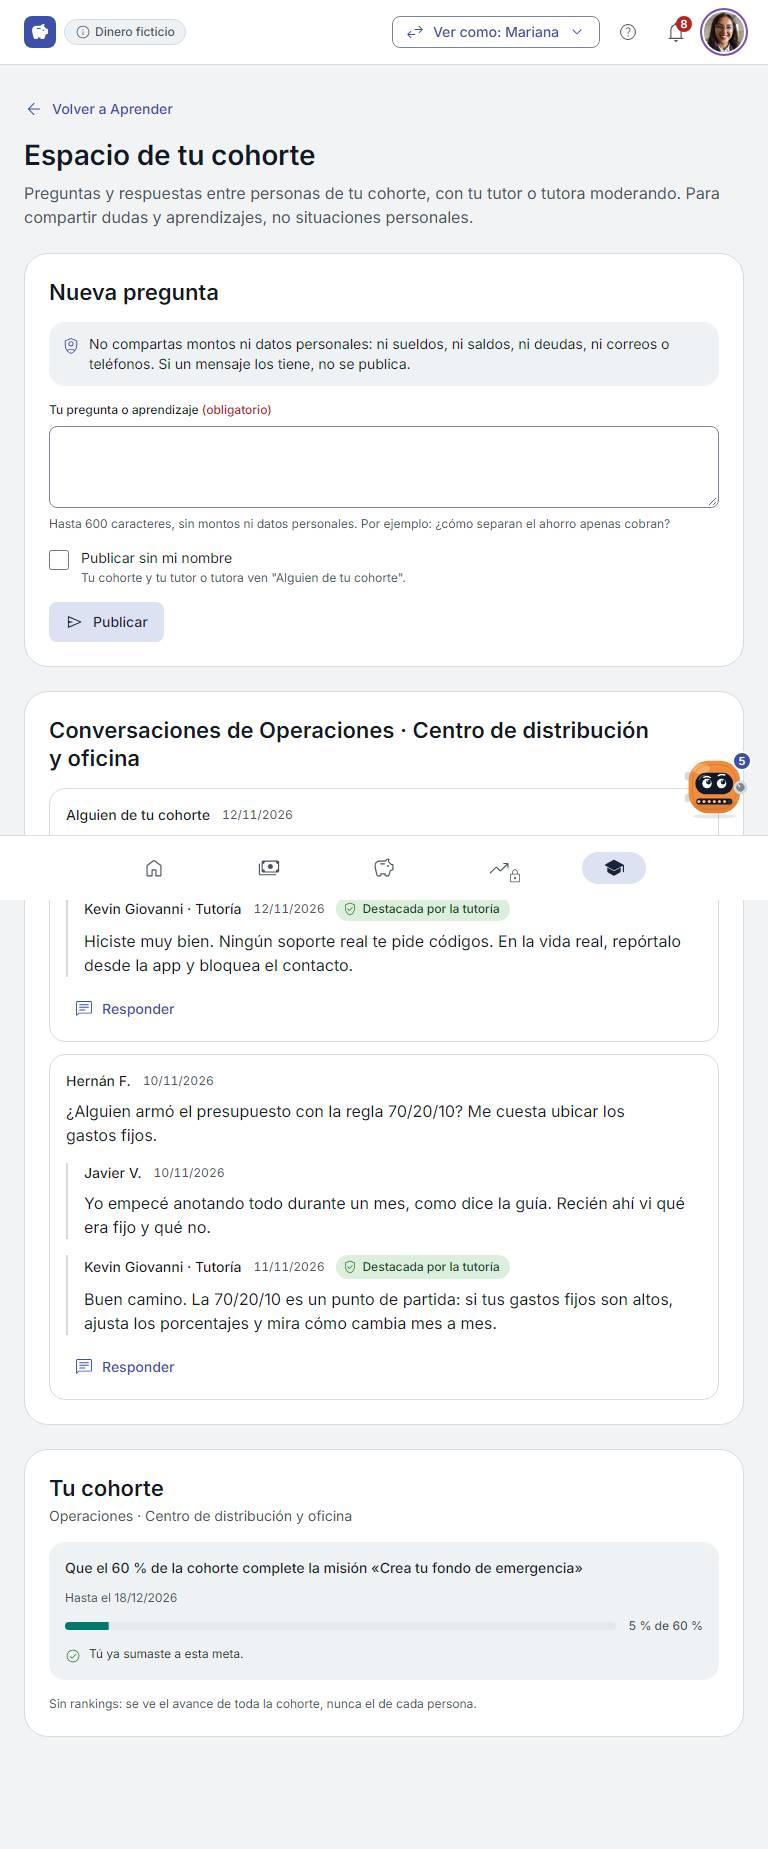 Dinero ficticio
Ver como: Mariana
8
Volver a Aprender
Espacio de tu cohorte
Preguntas y respuestas entre personas de tu cohorte, con tu tutor o tutora moderando. Para
compartir dudas y aprendizajes, no situaciones personales.
Nueva pregunta
No compartas montos ni datos personales: ni sueldos, ni saldos, ni deudas, ni correos o
teléfonos. Si un mensaje los tiene, no se publica.
Tu pregunta o aprendizaje (obligatorio)
Hasta 600 caracteres, sin montos ni datos personales. Por ejemplo: ¿cómo separan el ahorro apenas cobran?
Publicar sin mi nombre
Tu cohorte y tu tutor o tutora ven "Alguien de tu cohorte".
Publicar
Conversaciones de Operaciones · Centro de distribución
y oficina
5
Alguien de tu cohorte 12/11/2026
Kevin Giovanni · Tutoría 12/11/2026 Destacada por la tutoría
Hiciste muy bien. Ningún soporte real te pide códigos. En la vida real, repórtalo
desde la app y bloquea el contacto.
Responder
Hernán F. 10/11/2026
¿Alguien armó el presupuesto con la regla 70/20/10? Me cuesta ubicar los
gastos fijos.
Javier V. 10/11/2026
Yo empecé anotando todo durante un mes, como dice la guía. Recién ahí vi qué
era fijo y qué no.
Kevin Giovanni · Tutoría 11/11/2026 Destacada por la tutoría
Buen camino. La 70/20/10 es un punto de partida: si tus gastos fijos son altos,
ajusta los porcentajes y mira cómo cambia mes a mes.
Responder
Tu cohorte
Operaciones · Centro de distribución y oficina
Que el 60 % de la cohorte complete la misión «Crea tu fondo de emergencia»
Hasta el 18/12/2026
5 % de 60 %
Tú ya sumaste a esta meta.
Sin rankings: se ve el avance de toda la cohorte, nunca el de cada persona.